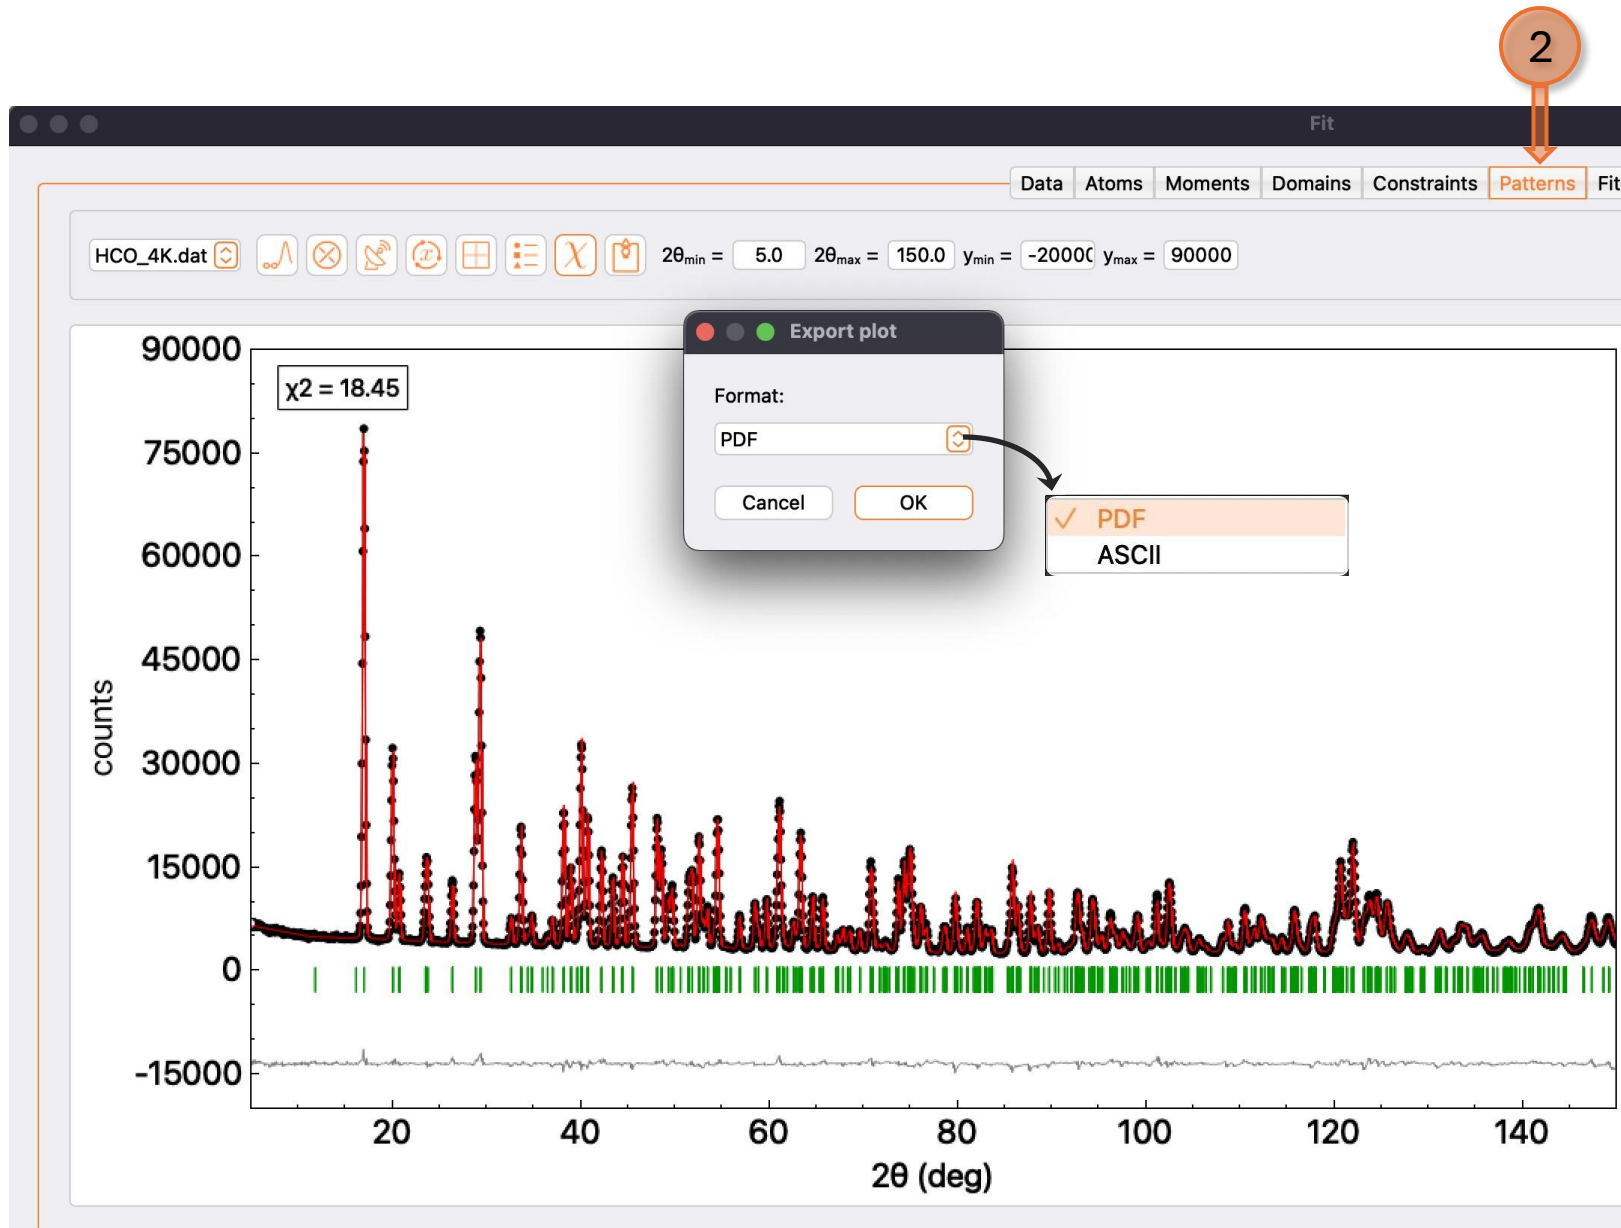 2
Fit
Data Atoms Moments Domains Constraints Patterns Fit
HCO_4K.dat x χ 2θmin = 5.0 2θmax = 150.0 ymin = -2000( ymax = 90000
Export plot
Format:
PDF
Cancel OK
PDF
ASCII
χ2 = 18.45
90000
75000
60000
45000
30000
15000
0
-15000
counts
20 40 60 80 100 120 140
2θ (deg)